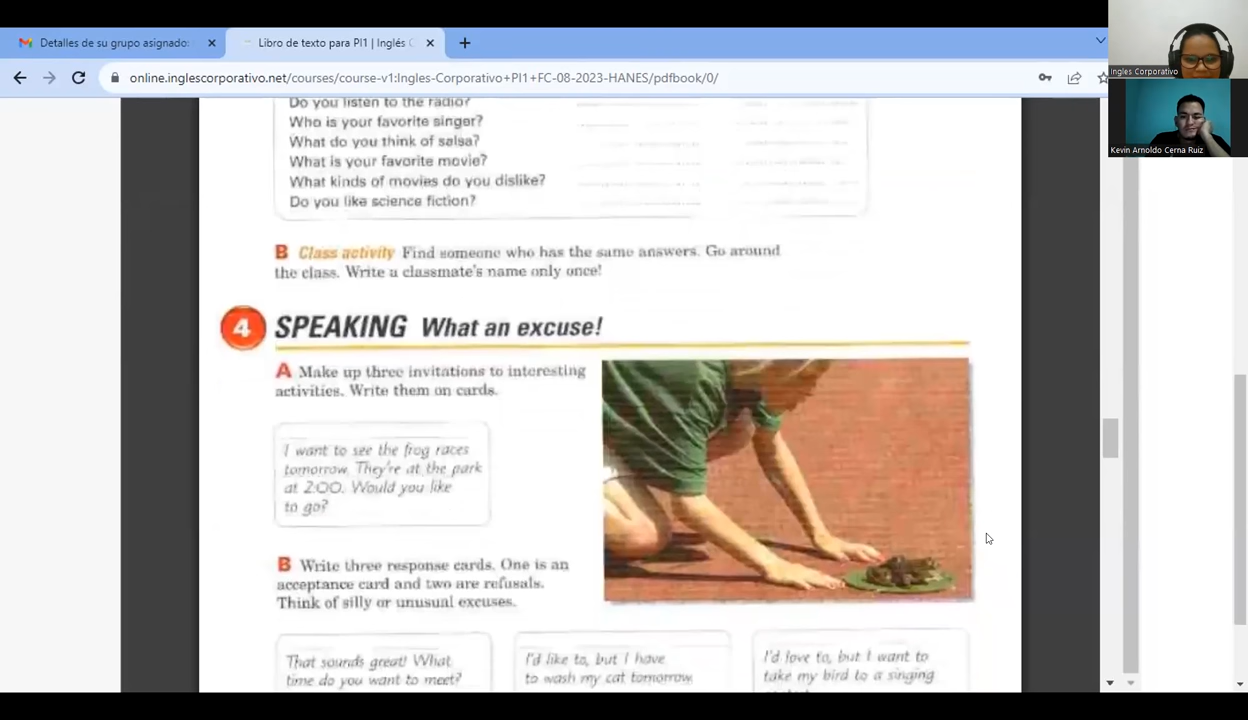 Detalles de su grupo asignado:
Libro de texto para PI1 | Inglés C
online.inglescorporativo.net/courses/course-v1:Ingles-Corporativo+PI1+FC-08-2023-HANES/pdfbook/0/
Ingles Corporativo
Kevin Arnoldo Cerna Ruiz
Do you listen to the radio?
Who is your favorite singer?
What do you think of salsa?
What is your favorite movie?
What kinds of movies do you dislike?
Do you like science fiction?
B Class activity Find someone who has the same answers. Go around
the class. Write a classmate's name only once!
4 SPEAKING What an excuse!
A Make up three invitations to interesting
activities. Write them on cards.
I want to see the frog races
tomorrow. They're at the park
at 2:00. Would you like
to go?
B Write three response cards. One is an
acceptance card and two are refusals.
Think of silly or unusual excuses.
That sounds great! What
time do you want to meet?
I'd like to, but I have
to wash my cat tomorrow.
I'd love to, but I want to
take my bird to a singing